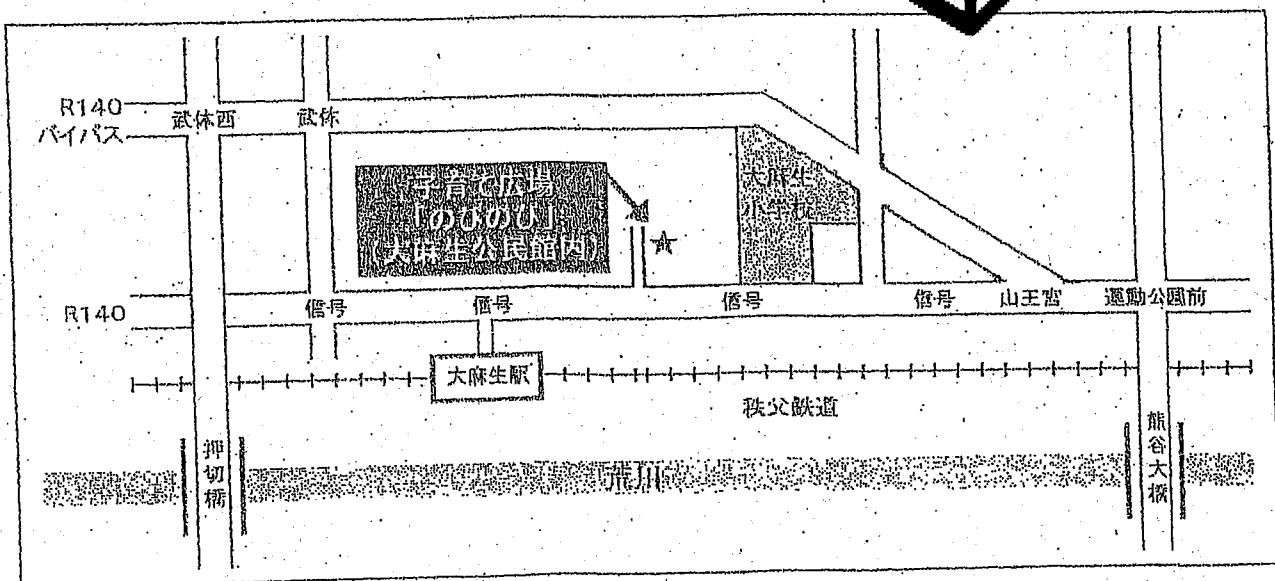 R140
バイパス
武体西
武体
子育て広場
「のびのび」
(大麻生公民館内)
大麻生
小学校
R140
信号
信号
信号
信号
山王宮
運動公園前
大麻生駅
秩父鉄道
押切橋
荒川
熊谷大橋